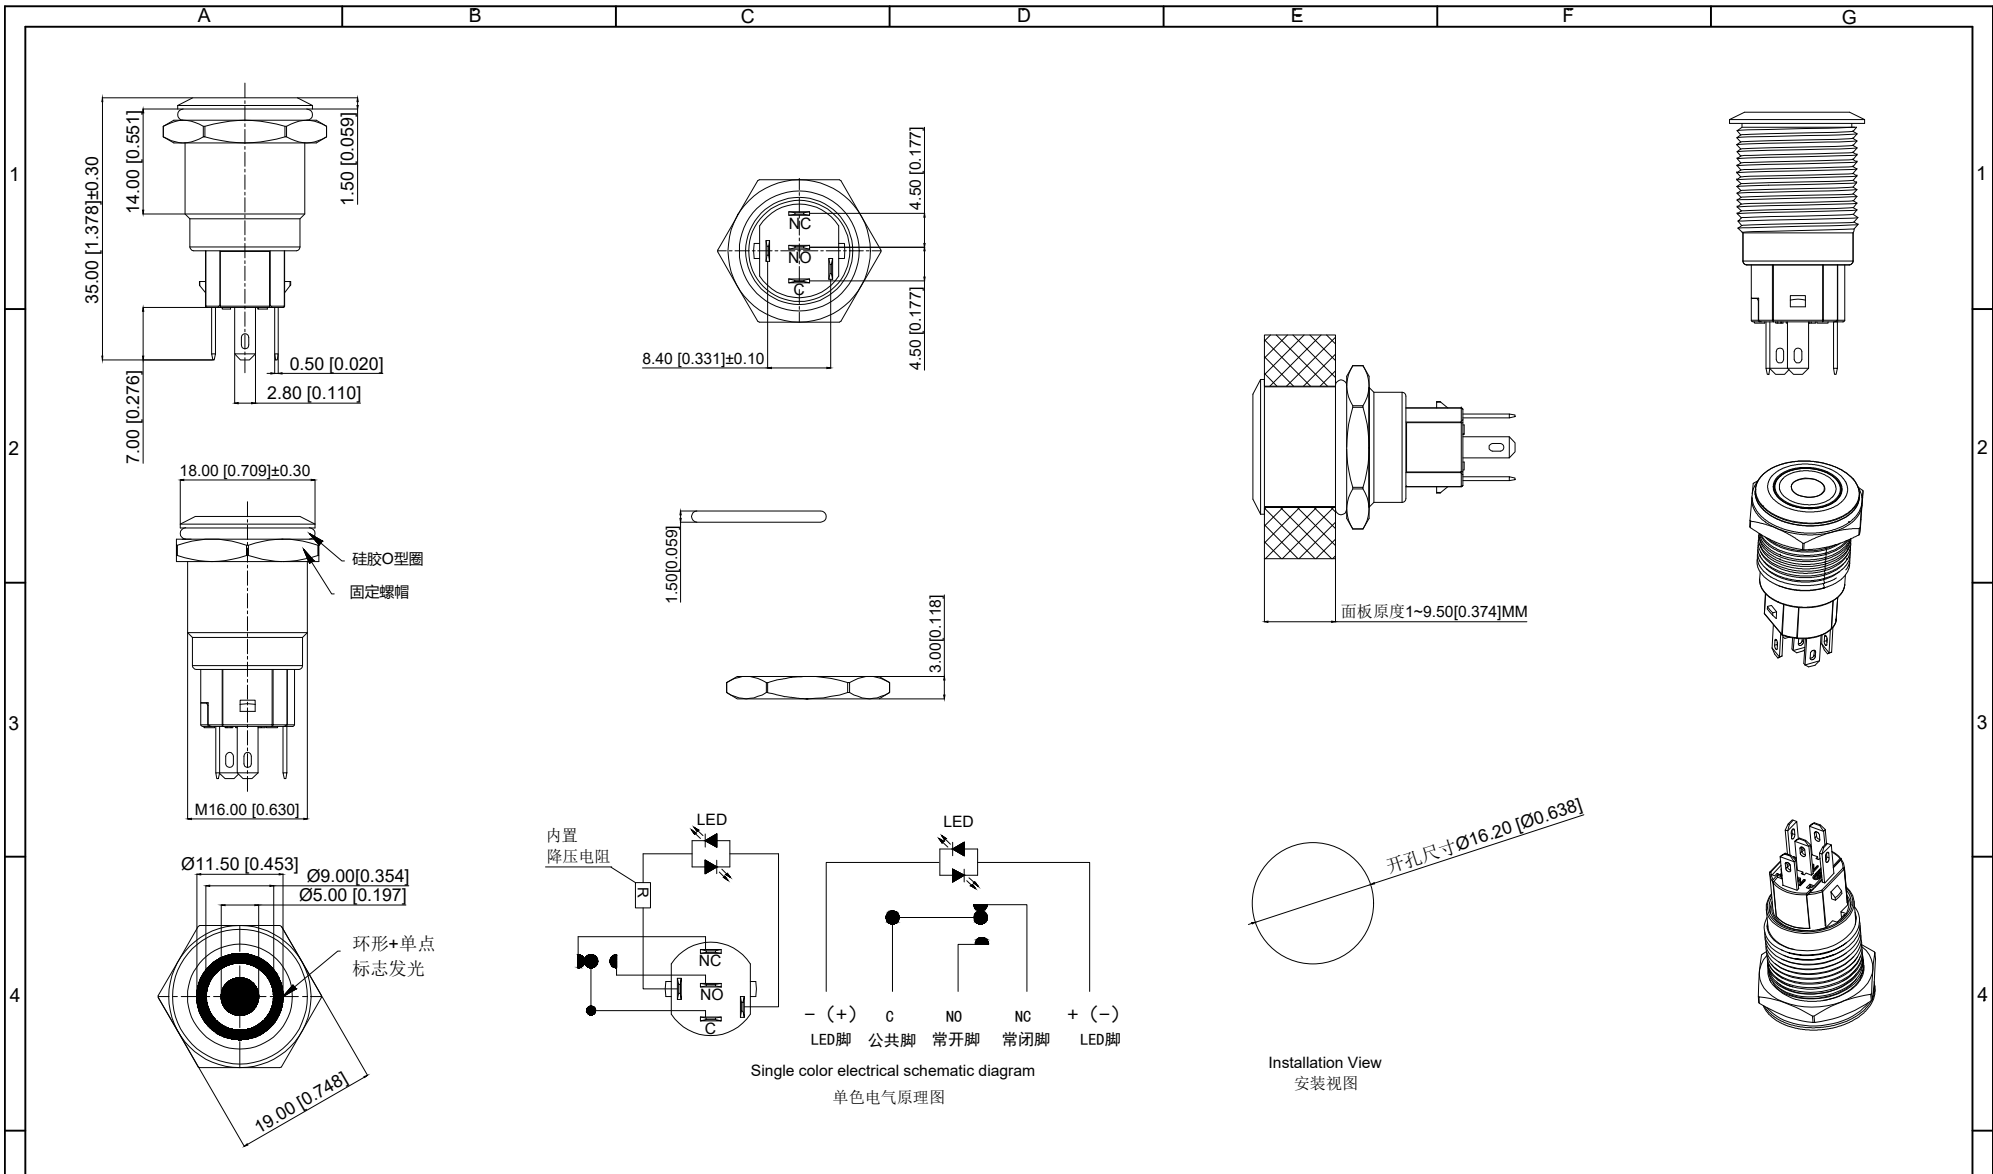 A B C D E F G
1
2
3
4
1
2
3
4
35.00 [1.378]±0.30
14.00 [0.551]
1.50 [0.059]
7.00 [0.276]
0.50 [0.020]
2.80 [0.110]
18.00 [0.709]±0.30
硅胶O型圈
固定螺帽
M16.00 [0.630]
Ø11.50 [0.453]
Ø9.00[0.354]
Ø5.00 [0.197]
环形+单点
标志发光
19.00 [0.748]
NC
NO
C
4.50 [0.177]
4.50 [0.177]
8.40 [0.331]±0.10
1.50[0.059]
3.00[0.118]
内置
降压电阻
R
LED
NC
NO
C
LED
- (+) C NO NC + (-)
LED脚 公共脚 常开脚 常闭脚 LED脚
Single color electrical schematic diagram
单色电气原理图
面板原度1~9.50[0.374]MM
开孔尺寸Ø16.20 [Ø0.638]
Installation View
安装视图